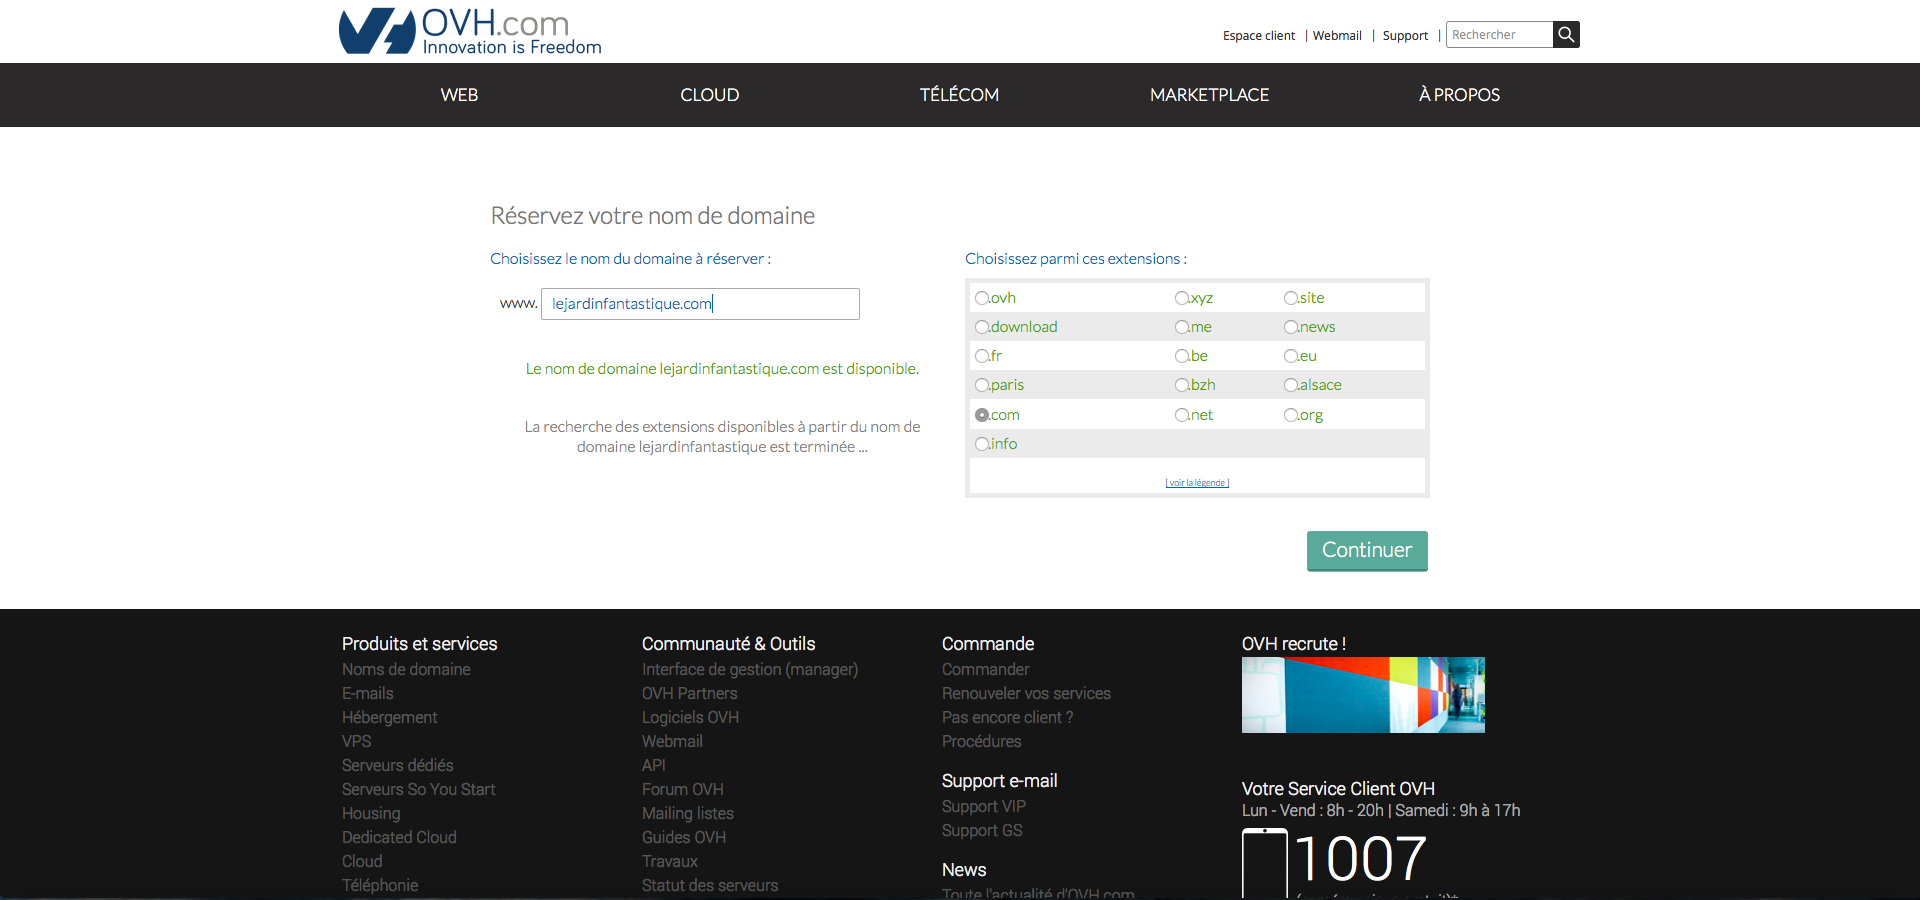 OVH.com
Innovation is Freedom
Espace client | Webmail | Support | Rechercher
WEB CLOUD TÉLÉCOM MARKETPLACE À PROPOS
Réservez votre nom de domaine
Choisissez le nom du domaine à réserver :
www. lejardinfantastique.com
Le nom de domaine lejardinfantastique.com est disponible.
La recherche des extensions disponibles à partir du nom de
domaine lejardinfantastique est terminée ...
Choisissez parmi ces extensions :
.ovh .xyz .site
.download .me .news
.fr .be .eu
.paris .bzh .alsace
.com .net .org
.info
[ voir la légende ]
Continuer
Produits et services
Noms de domaine
E-mails
Hébergement
VPS
Serveurs dédiés
Serveurs So You Start
Housing
Dedicated Cloud
Cloud
Téléphonie
Communauté & Outils
Interface de gestion (manager)
OVH Partners
Logiciels OVH
Webmail
API
Forum OVH
Mailing listes
Guides OVH
Travaux
Statut des serveurs
Commande
Commander
Renouveler vos services
Pas encore client ?
Procédures
Support e-mail
Support VIP
Support GS
News
Toute l'actualité d'OVH.com
OVH recrute !
Votre Service Client OVH
Lun - Vend : 8h - 20h | Samedi : 9h à 17h
1007